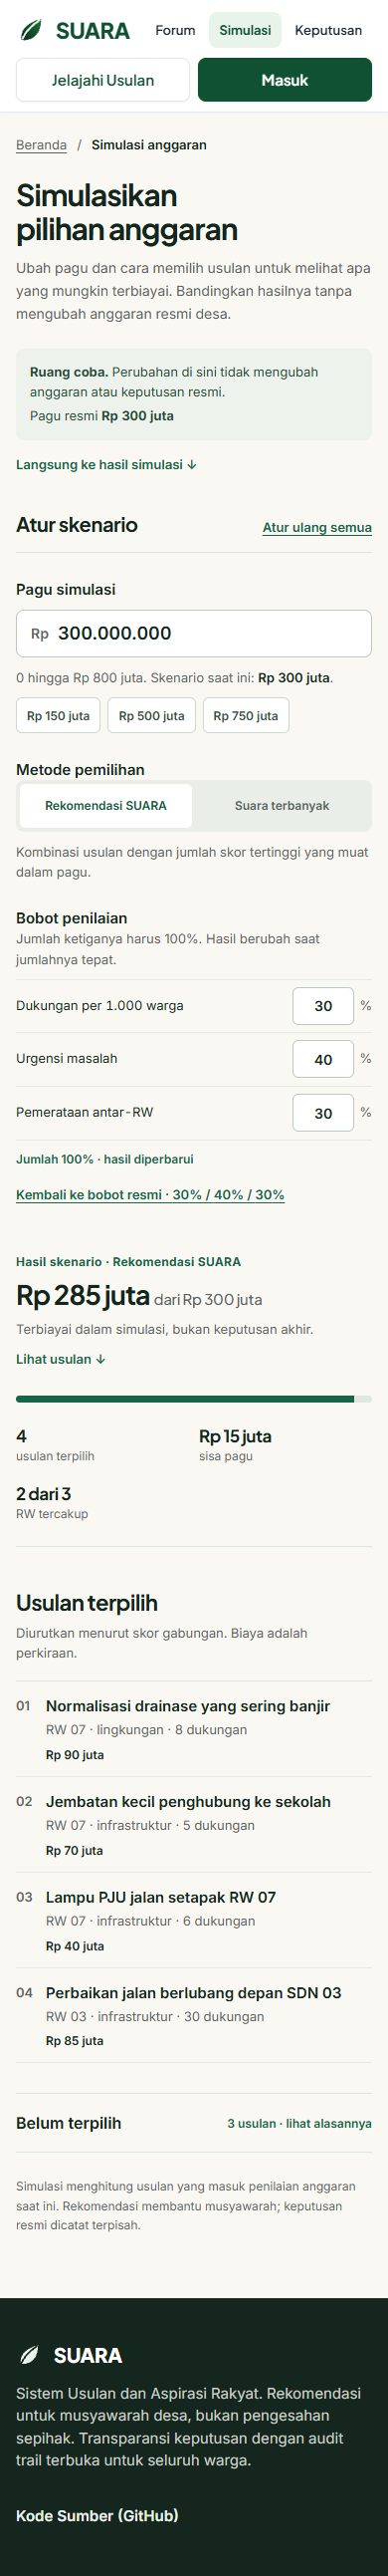 SUARA
Forum
Simulasi
Keputusan
Jelajahi Usulan
Masuk
Beranda / Simulasi anggaran
Simulasikan
pilihan anggaran
Ubah pagu dan cara memilih usulan untuk melihat apa
yang mungkin terbiayai. Bandingkan hasilnya tanpa
mengubah anggaran resmi desa.
Ruang coba. Perubahan di sini tidak mengubah
anggaran atau keputusan resmi.
Pagu resmi Rp 300 juta
Langsung ke hasil simulasi ↓
Atur skenario
Atur ulang semua
Pagu simulasi
Rp 300.000.000
0 hingga Rp 800 juta. Skenario saat ini: Rp 300 juta.
Rp 150 juta
Rp 500 juta
Rp 750 juta
Metode pemilihan
Rekomendasi SUARA
Suara terbanyak
Kombinasi usulan dengan jumlah skor tertinggi yang muat
dalam pagu.
Bobot penilaian
Jumlah ketiganya harus 100%. Hasil berubah saat
jumlahnya tepat.
Dukungan per 1.000 warga 30 %
Urgensi masalah 40 %
Pemerataan antar-RW 30 %
Jumlah 100% · hasil diperbarui
Kembali ke bobot resmi · 30% / 40% / 30%
Hasil skenario · Rekomendasi SUARA
Rp 285 juta dari Rp 300 juta
Terbiayai dalam simulasi, bukan keputusan akhir.
Lihat usulan ↓
4
usulan terpilih
Rp 15 juta
sisa pagu
2 dari 3
RW tercakup
Usulan terpilih
Diurutkan menurut skor gabungan. Biaya adalah
perkiraan.
01 Normalisasi drainase yang sering banjir
RW 07 · lingkungan · 8 dukungan
Rp 90 juta
02 Jembatan kecil penghubung ke sekolah
RW 07 · infrastruktur · 5 dukungan
Rp 70 juta
03 Lampu PJU jalan setapak RW 07
RW 07 · infrastruktur · 6 dukungan
Rp 40 juta
04 Perbaikan jalan berlubang depan SDN 03
RW 03 · infrastruktur · 30 dukungan
Rp 85 juta
Belum terpilih
3 usulan · lihat alasannya
Simulasi menghitung usulan yang masuk penilaian anggaran
saat ini. Rekomendasi membantu musyawarah; keputusan
resmi dicatat terpisah.
SUARA
Sistem Usulan dan Aspirasi Rakyat. Rekomendasi
untuk musyawarah desa, bukan pengesahan
sepihak. Transparansi keputusan dengan audit
trail terbuka untuk seluruh warga.
Kode Sumber (GitHub)